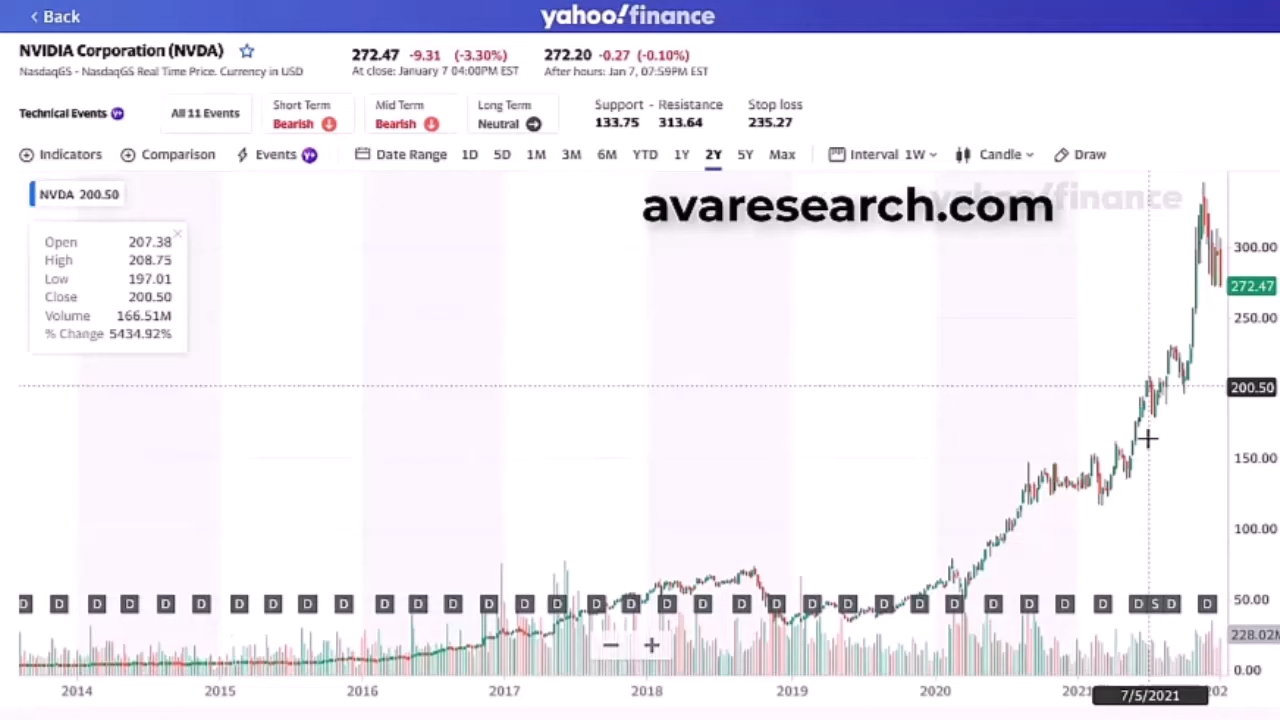 Back
yahoo!finance
NVIDIA Corporation (NVDA)
272.47 -9.31 (-3.30%)
272.20 -0.27 (-0.10%)
NasdaqGS - NasdaqGS Real Time Price. Currency in USD
At close: January 7 04:00PM EST
After hours: Jan 7, 07:59PM EST
Technical Events Y+
All 11 Events
Short Term
Bearish
Mid Term
Bearish
Long Term
Neutral
Support - Resistance
133.75 313.64
Stop loss
235.27
Indicators Comparison Events Y+ Date Range 1D 5D 1M 3M 6M YTD 1Y 2Y 5Y Max Interval 1W Candle Draw
NVDA 200.50
avaresearch.com
yahoo!finance
Open 207.38
High 208.75
Low 197.01
Close 200.50
Volume 166.51M
% Change 5434.92%
300.00
272.47
250.00
200.50
150.00
100.00
50.00
D D D D D D D D D D D D D D D D D D D D D D D D D D D D D D D D S D D
228.02M
0.00
2014 2015 2016 2017 2018 2019 2020 2021 7/5/2021 202